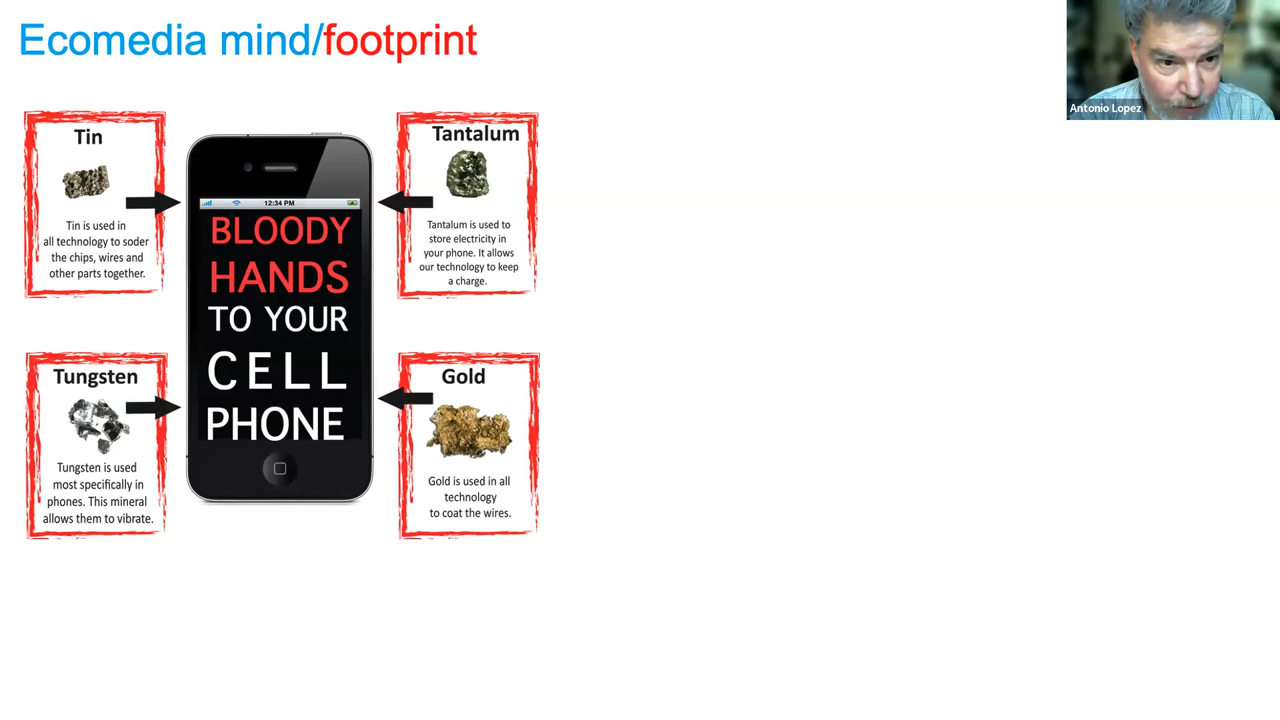 Ecomedia mind/footprint
Antonio Lopez
Tin
Tin is used in
all technology to soder
the chips, wires and
other parts together.
Tantalum
Tantalum is used to
store electricity in
your phone. It allows
our technology to keep
a charge.
12:34 PM
BLOODY
HANDS
TO YOUR
CELL
PHONE
Tungsten
Tungsten is used
most specifically in
phones. This mineral
allows them to vibrate.
Gold
Gold is used in all
technology
to coat the wires.